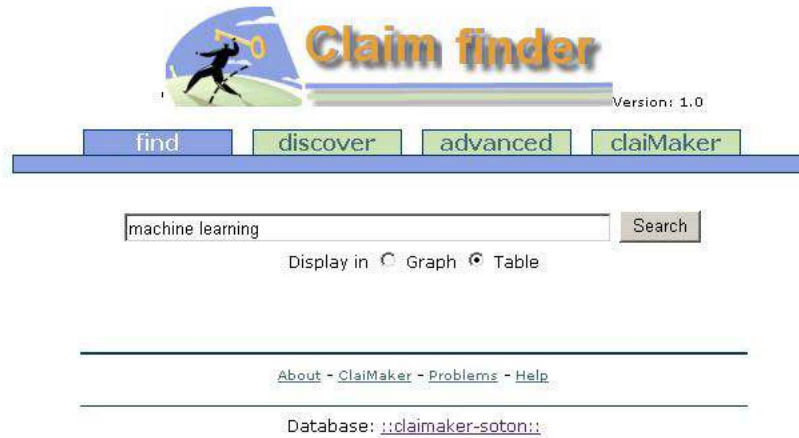 Claim finder
Version: 1.0
find discover advanced claiMaker
machine learning Search
Display in Graph Table
About - ClaiMaker - Problems - Help
Database: ::claimaker-soton::